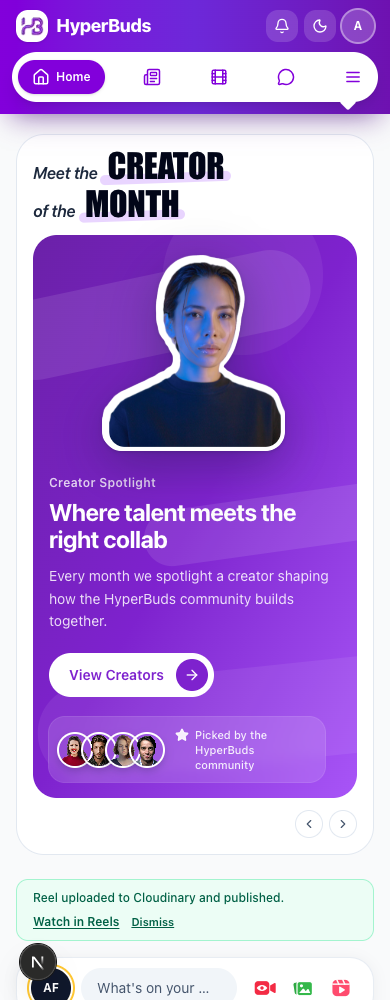 HyperBuds
A
Home
Meet the CREATOR
of the MONTH
Creator Spotlight
Where talent meets the
right collab
Every month we spotlight a creator shaping
how the HyperBuds community builds
together.
View Creators
Picked by the
HyperBuds
community
Reel uploaded to Cloudinary and published.
Watch in Reels Dismiss
N
AF What's on your ...